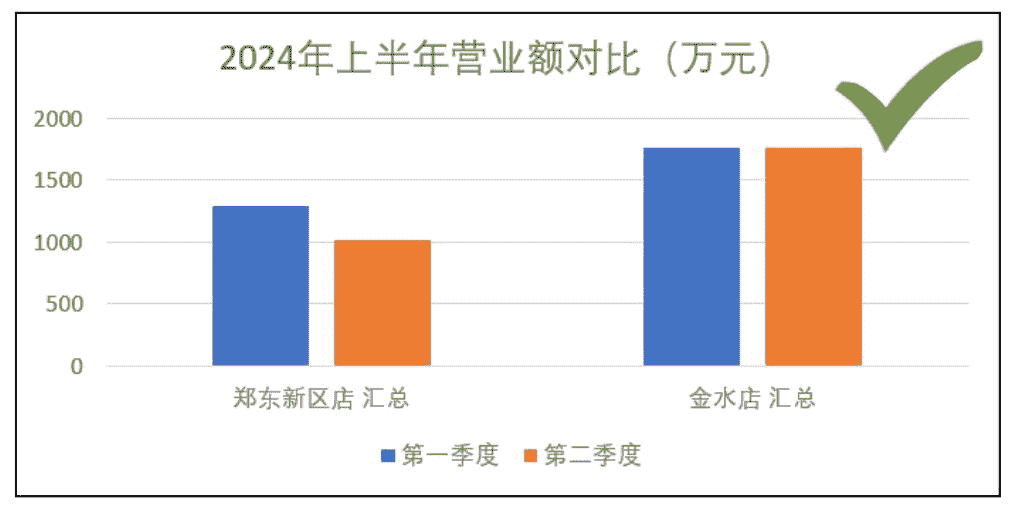 2024年上半年营业额对比（万元）
2000
1500
1000
500
0
郑东新区店 汇总
金水店 汇总
第一季度
第二季度